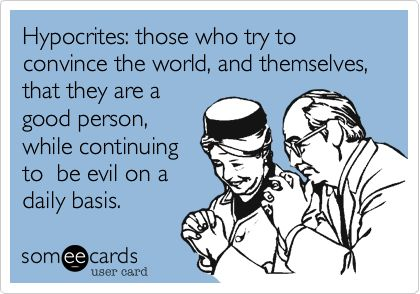 Hypocrites: those who try to
convince the world, and themselves,
that they are a
good person,
while continuing
to be evil on a
daily basis.
someecards
user card